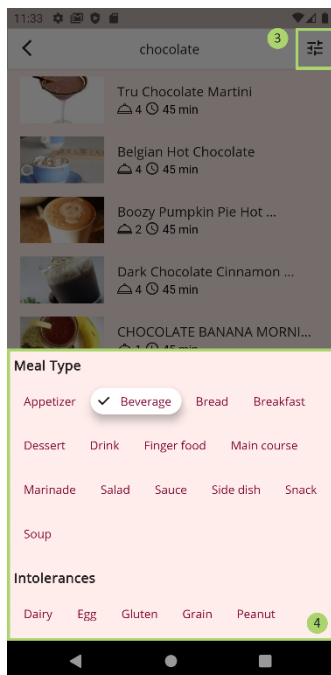 11:33
chocolate
3
Tru Chocolate Martini
4 45 min
Belgian Hot Chocolate
4 45 min
Boozy Pumpkin Pie Hot ...
2 45 min
Dark Chocolate Cinnamon ...
4 45 min
CHOCOLATE BANANA MORNI...
1 45 min
Meal Type
Appetizer Beverage Bread Breakfast
Dessert Drink Finger food Main course
Marinade Salad Sauce Side dish Snack
Soup
Intolerances
Dairy Egg Gluten Grain Peanut
4